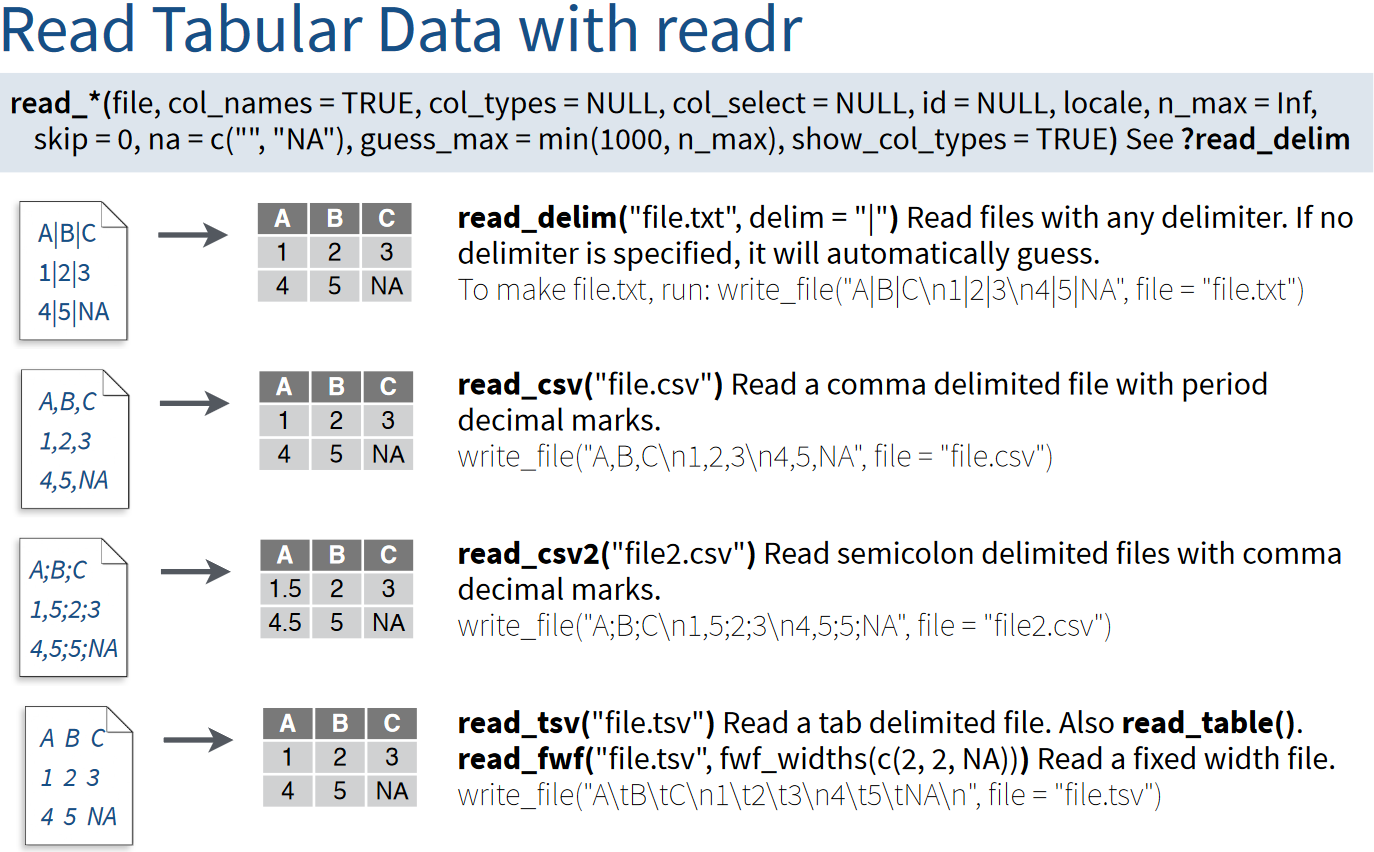 Read Tabular Data with readr
read_*(file, col_names = TRUE, col_types = NULL, col_select = NULL, id = NULL, locale, n_max = Inf,
skip = 0, na = c("", "NA"), guess_max = min(1000, n_max), show_col_types = TRUE) See ?read_delim
A|B|C
1|2|3
4|5|NA
A B C
1 2 3
4 5 NA
read_delim("file.txt", delim = "|") Read files with any delimiter. If no
delimiter is specified, it will automatically guess.
To make file.txt, run: write_file("A|B|C\n1|2|3\n4|5|NA", file = "file.txt")
A,B,C
1,2,3
4,5,NA
A B C
1 2 3
4 5 NA
read_csv("file.csv") Read a comma delimited file with period
decimal marks.
write_file("A,B,C\n1,2,3\n4,5,NA", file = "file.csv")
A;B;C
1,5;2;3
4,5;5;NA
A B C
1.5 2 3
4.5 5 NA
read_csv2("file2.csv") Read semicolon delimited files with comma
decimal marks.
write_file("A;B;C\n1,5;2;3\n4,5;5;NA", file = "file2.csv")
A B C
1 2 3
4 5 NA
A B C
1 2 3
4 5 NA
read_tsv("file.tsv") Read a tab delimited file. Also read_table().
read_fwf("file.tsv", fwf_widths(c(2, 2, NA))) Read a fixed width file.
write_file("A\tB\tC\n1\t2\t3\n4\t5\tNA\n", file = "file.tsv")